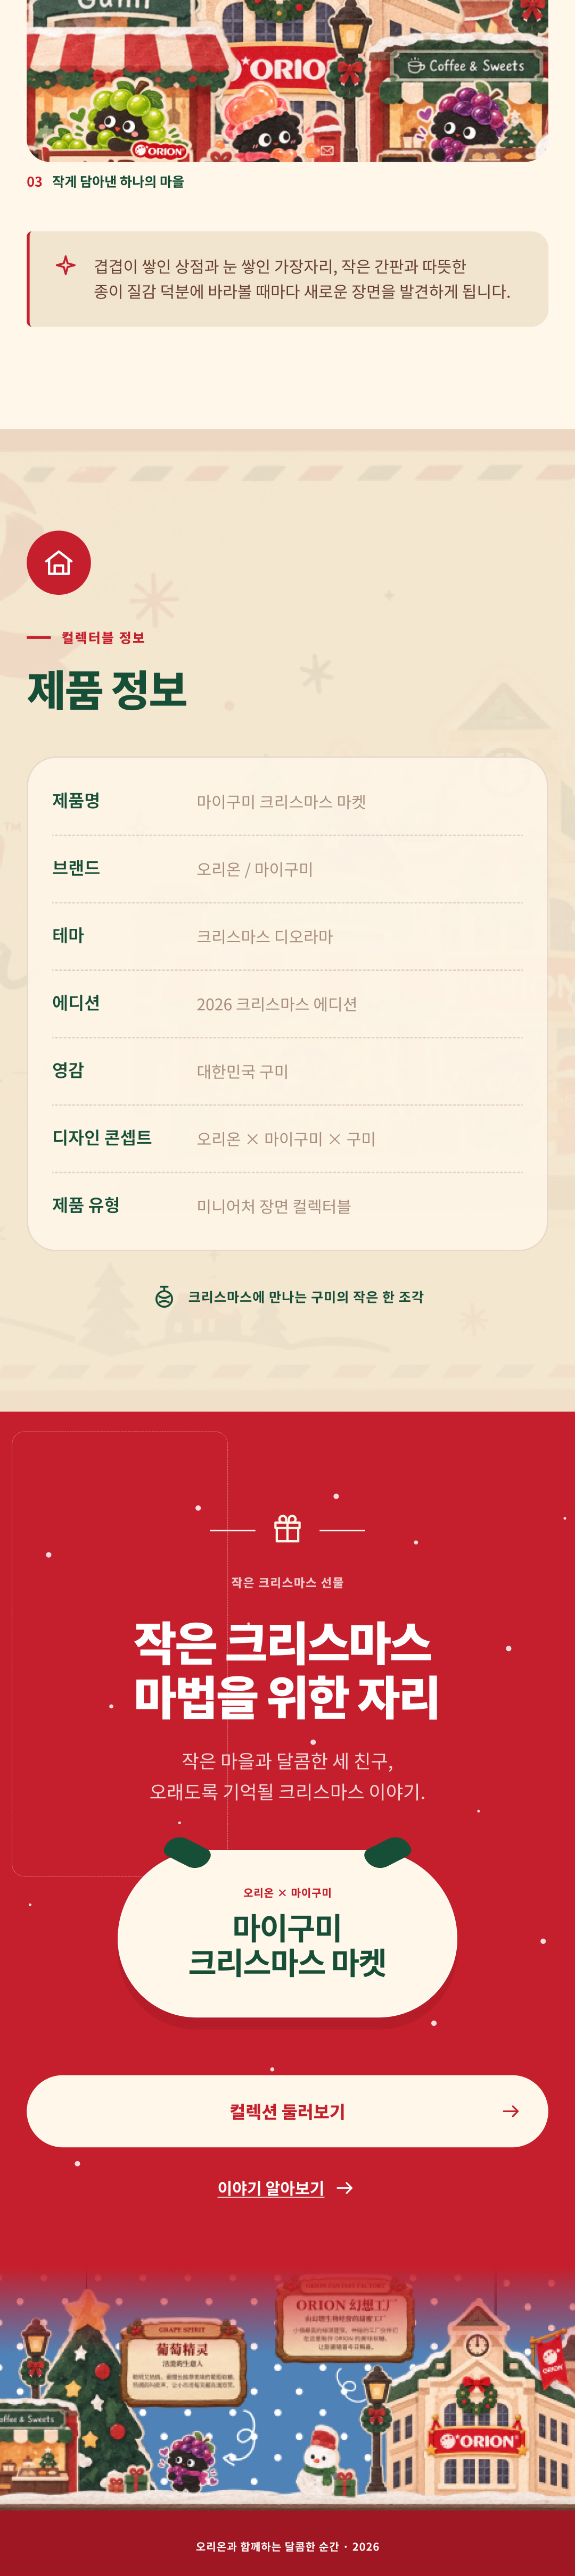 Gumi
ORIO
Coffee & Sweets
ORION
03 작게 담아낸 하나의 마을
겹겹이 쌓인 상점과 눈 쌓인 가장자리, 작은 간판과 따뜻한
종이 질감 덕분에 바라볼 때마다 새로운 장면을 발견하게 됩니다.
컬렉터블 정보
제품 정보
TM
제품명 마이구미 크리스마스 마켓
브랜드 오리온 / 마이구미
테마 크리스마스 디오라마
에디션 2026 크리스마스 에디션
영감 대한민국 구미
디자인 콘셉트 오리온 × 마이구미 × 구미
제품 유형 미니어처 장면 컬렉터블
크리스마스에 만나는 구미의 작은 한 조각
작은 크리스마스 선물
작은 크리스마스
마법을 위한 자리
작은 마을과 달콤한 세 친구,
오래도록 기억될 크리스마스 이야기.
오리온 × 마이구미
마이구미
크리스마스 마켓
컬렉션 둘러보기
이야기 알아보기
ORION FANTASY FACTORY
ORION 幻想工厂
GRAPE SPIRIT
葡萄精灵
活泼的生意人
ORION
ffee & Sweets
ORION
오리온과 함께하는 달콤한 순간 · 2026